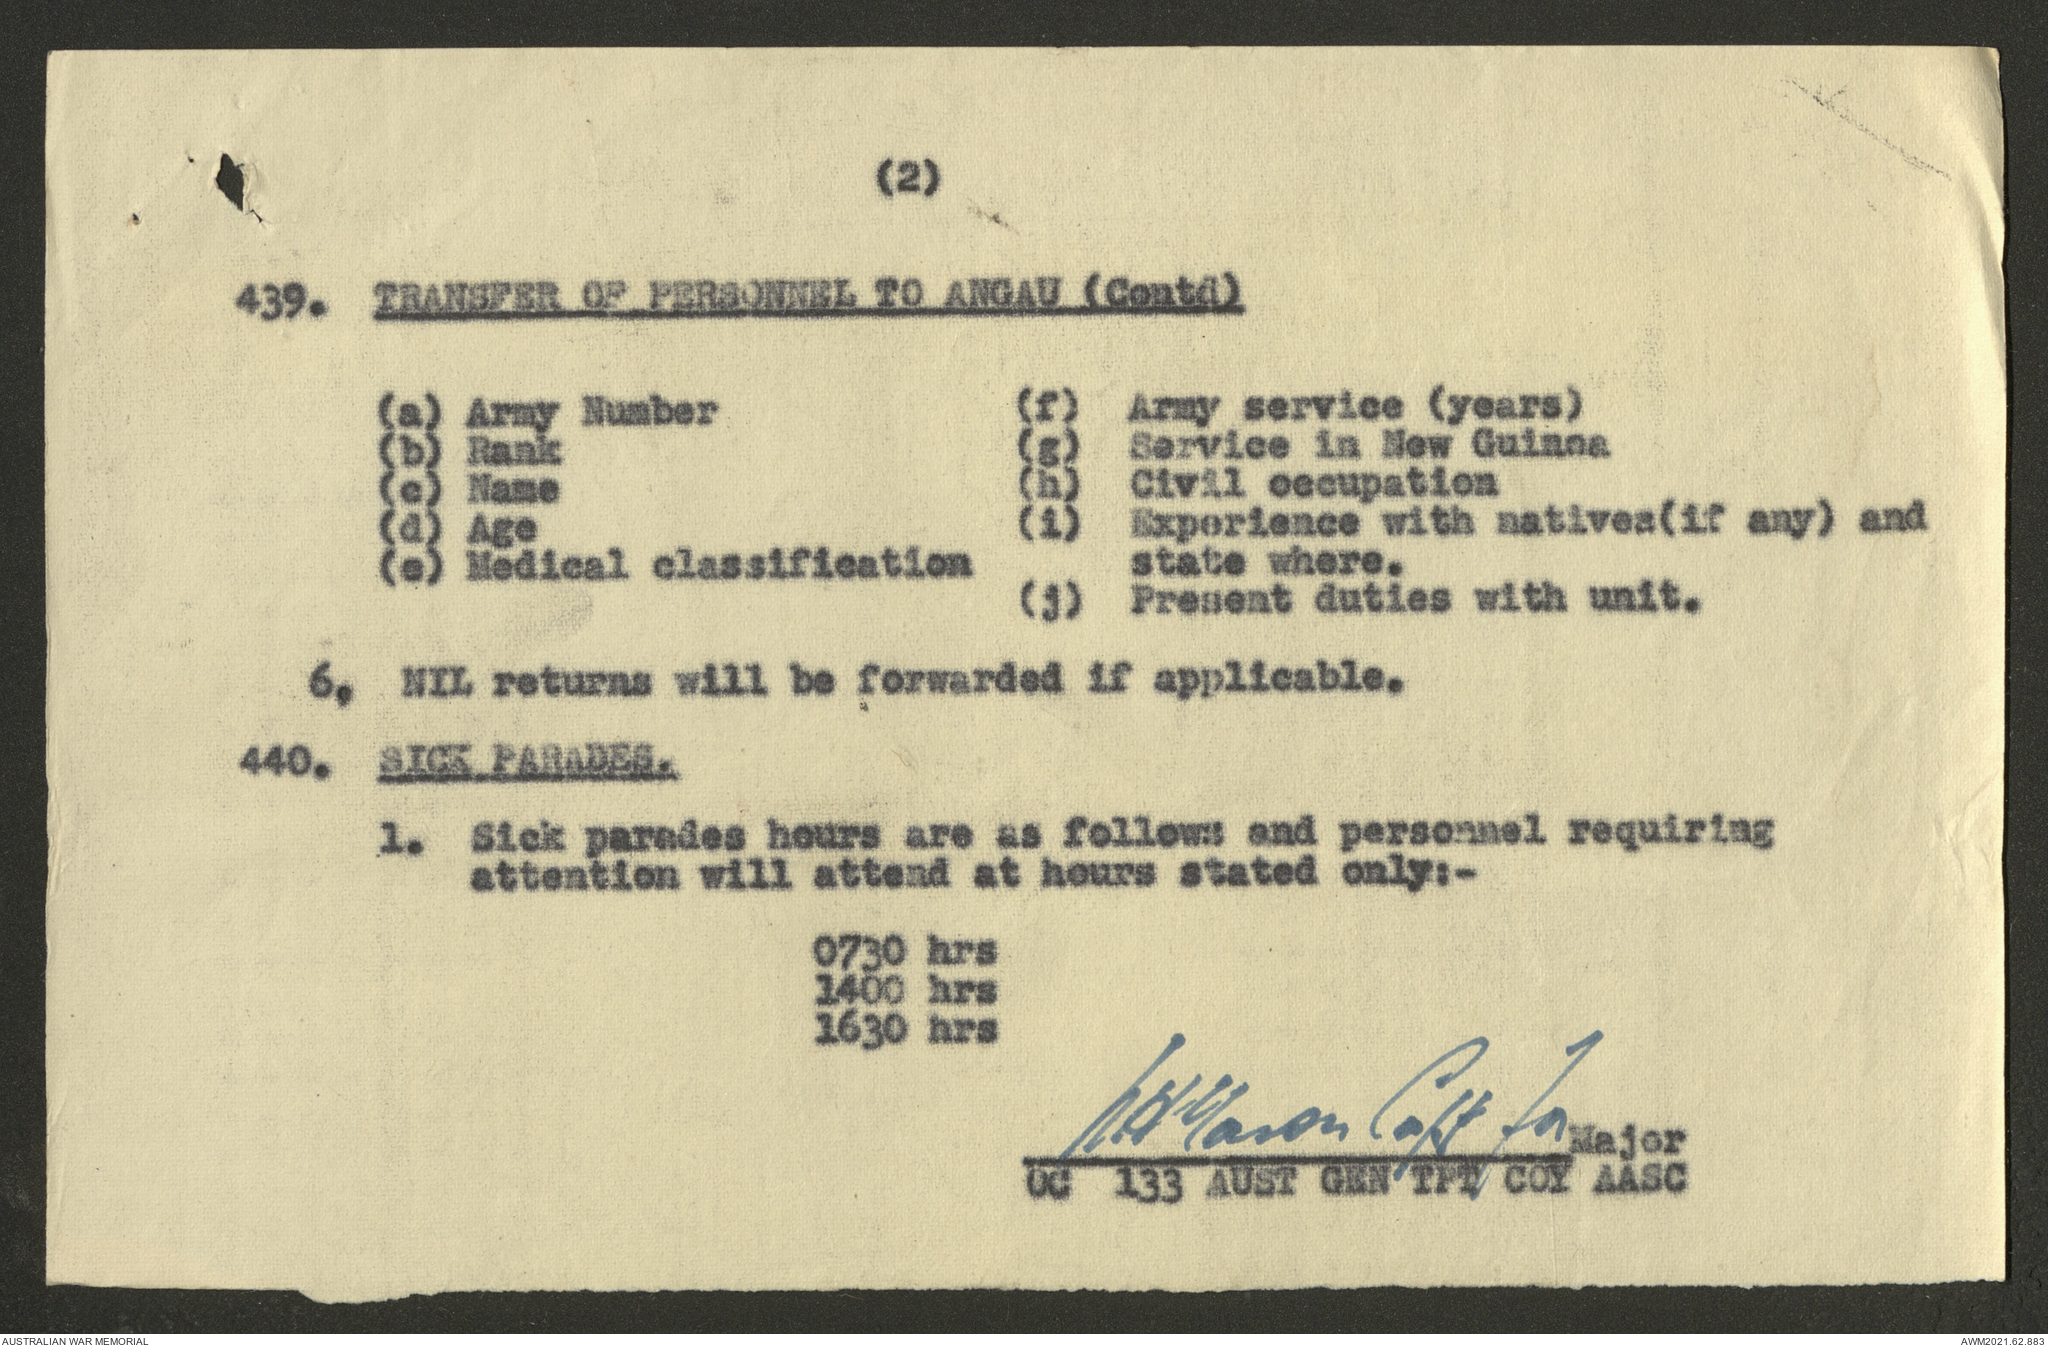 (2)
439. TRANSFER OF PERSONNEL TO ANGAU (Contd)
(a) Army Number
(b) Rank
(c) Name
(d) Age
(e) Medical classification
(f) Army service (years)
(g) Service in New Guinea
(h) Civil occupation
(i) Experience with natives(if any) and
state where.
(j) Present duties with unit.
6. NIL returns will be forwarded if applicable.
440. SICK PARADES.
1. Sick parades hours are as follows and personnel requiring
attention will attend at hours stated only:-
0730 hrs
1400 hrs
1630 hrs
Mason Capt for Major
OC 133 AUST GEN TPT COY AASC
AUSTRALIAN WAR MEMORIAL
AWM2021.62.883